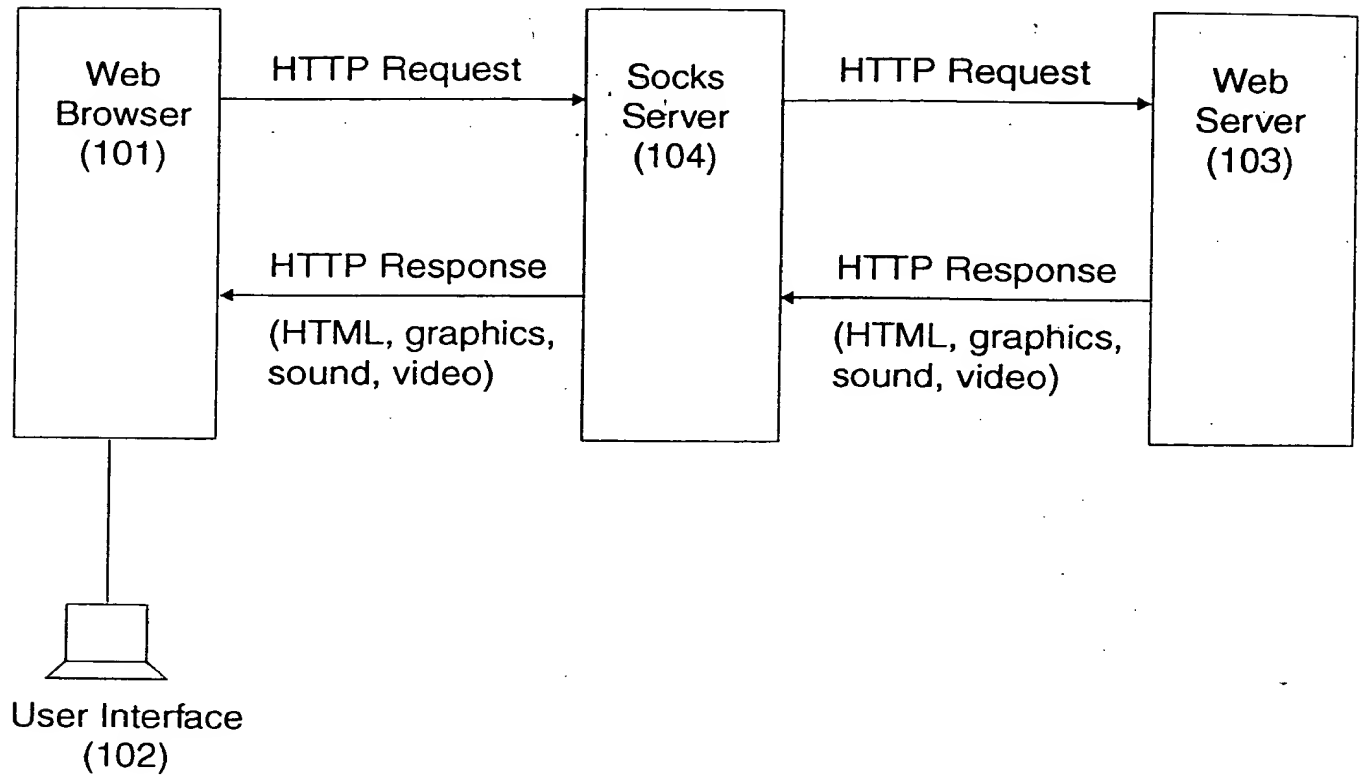 Web
Browser
(101)
HTTP Request
Socks
Server
(104)
HTTP Request
Web
Server
(103)
HTTP Response
(HTML, graphics,
sound, video)
HTTP Response
(HTML, graphics,
sound, video)
User Interface
(102)